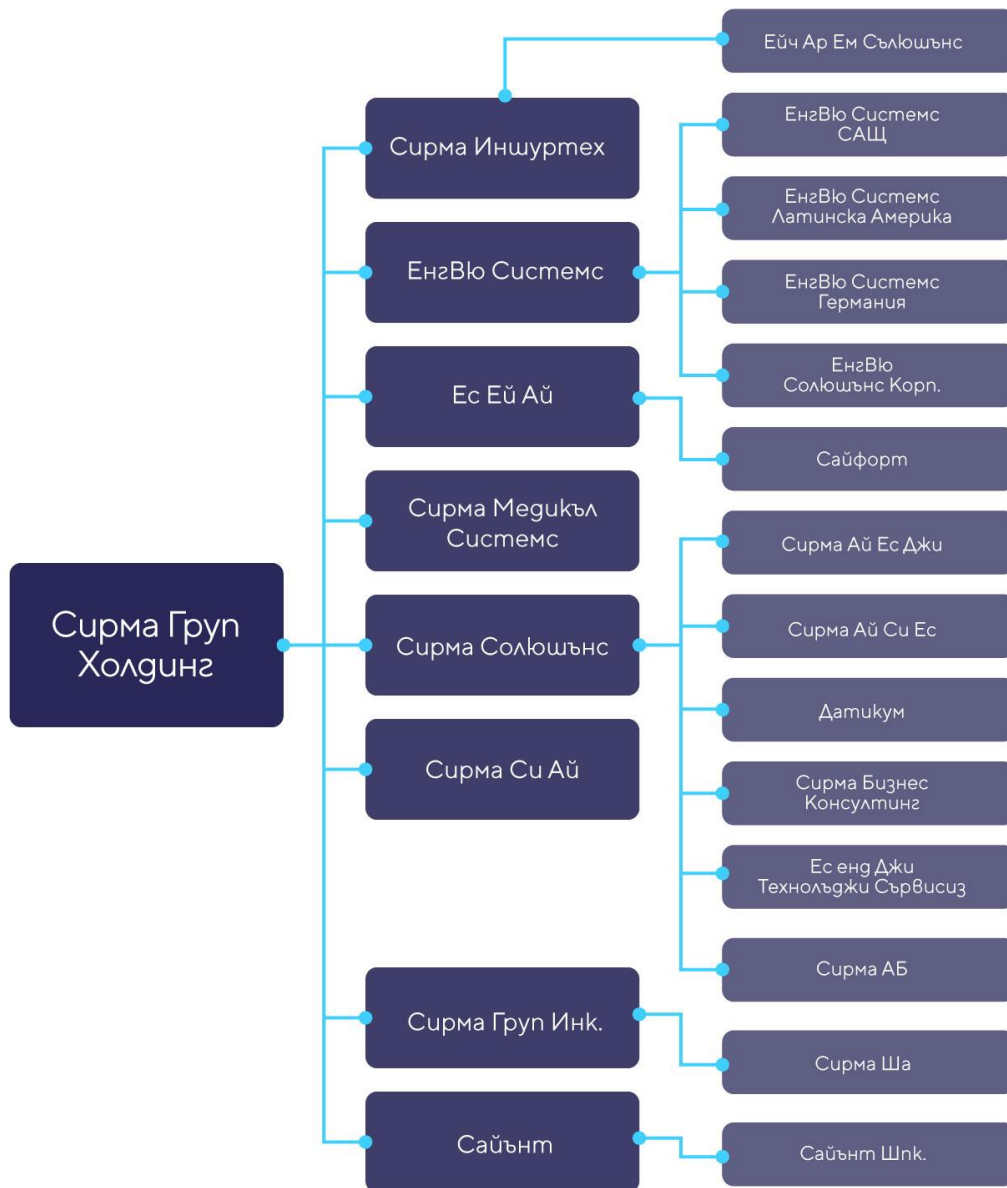 Сирма Груп
Холдинг
Сирма Иншуртех
ЕнгВю Системс
Ес Ей Ай
Сирма Медикъл
Системс
Сирма Солюшънс
Сирма Си Ай
Сирма Груп Инк.
Сайънт
Ейч Ар Ем Сълюшънс
ЕнгВю Системс
САЩ
ЕнгВю Системс
Латинска Америка
ЕнгВю Системс
Германия
ЕнгВю
Солюшънс Корп.
Сайфорт
Сирма Ай Ес Джи
Сирма Ай Си Ес
Датикум
Сирма Бизнес
Консултинг
Ес енд Джи
Технолъджи Сървисиз
Сирма АБ
Сирма Ша
Сайънт Шпк.